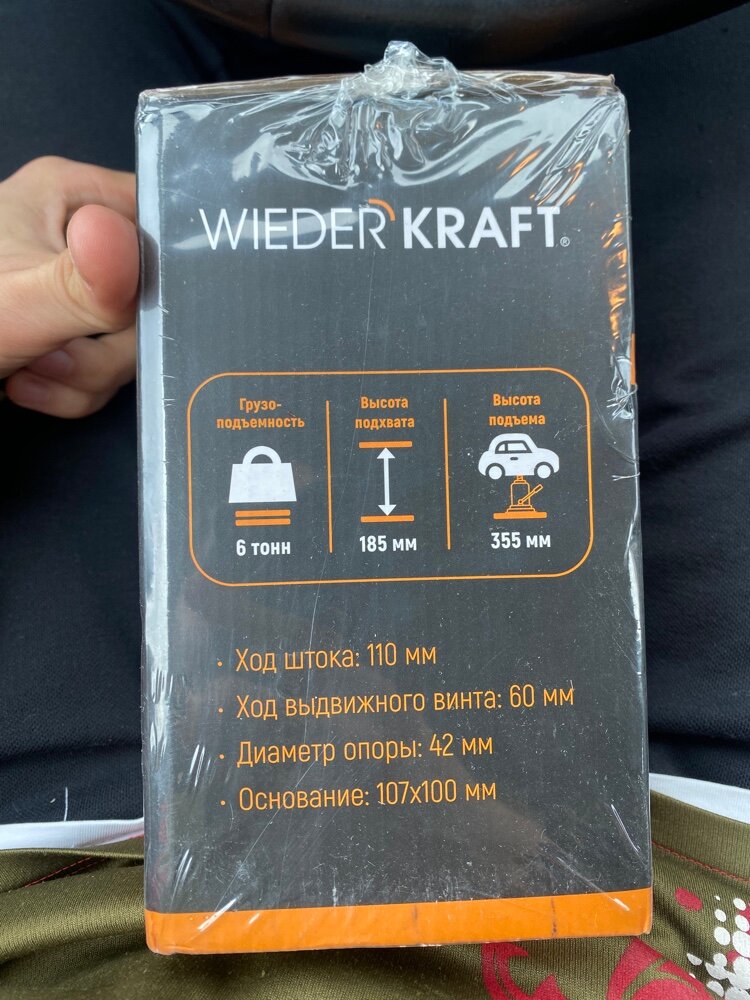 WIEDER KRAFT®
Грузо-
подъемность
6 тонн
Высота
подхвата
185 мм
Высота
подъема
355 мм
· Ход штока: 110 мм
· Ход выдвижного винта: 60 мм
· Диаметр опоры: 42 мм
· Основание: 107х100 мм